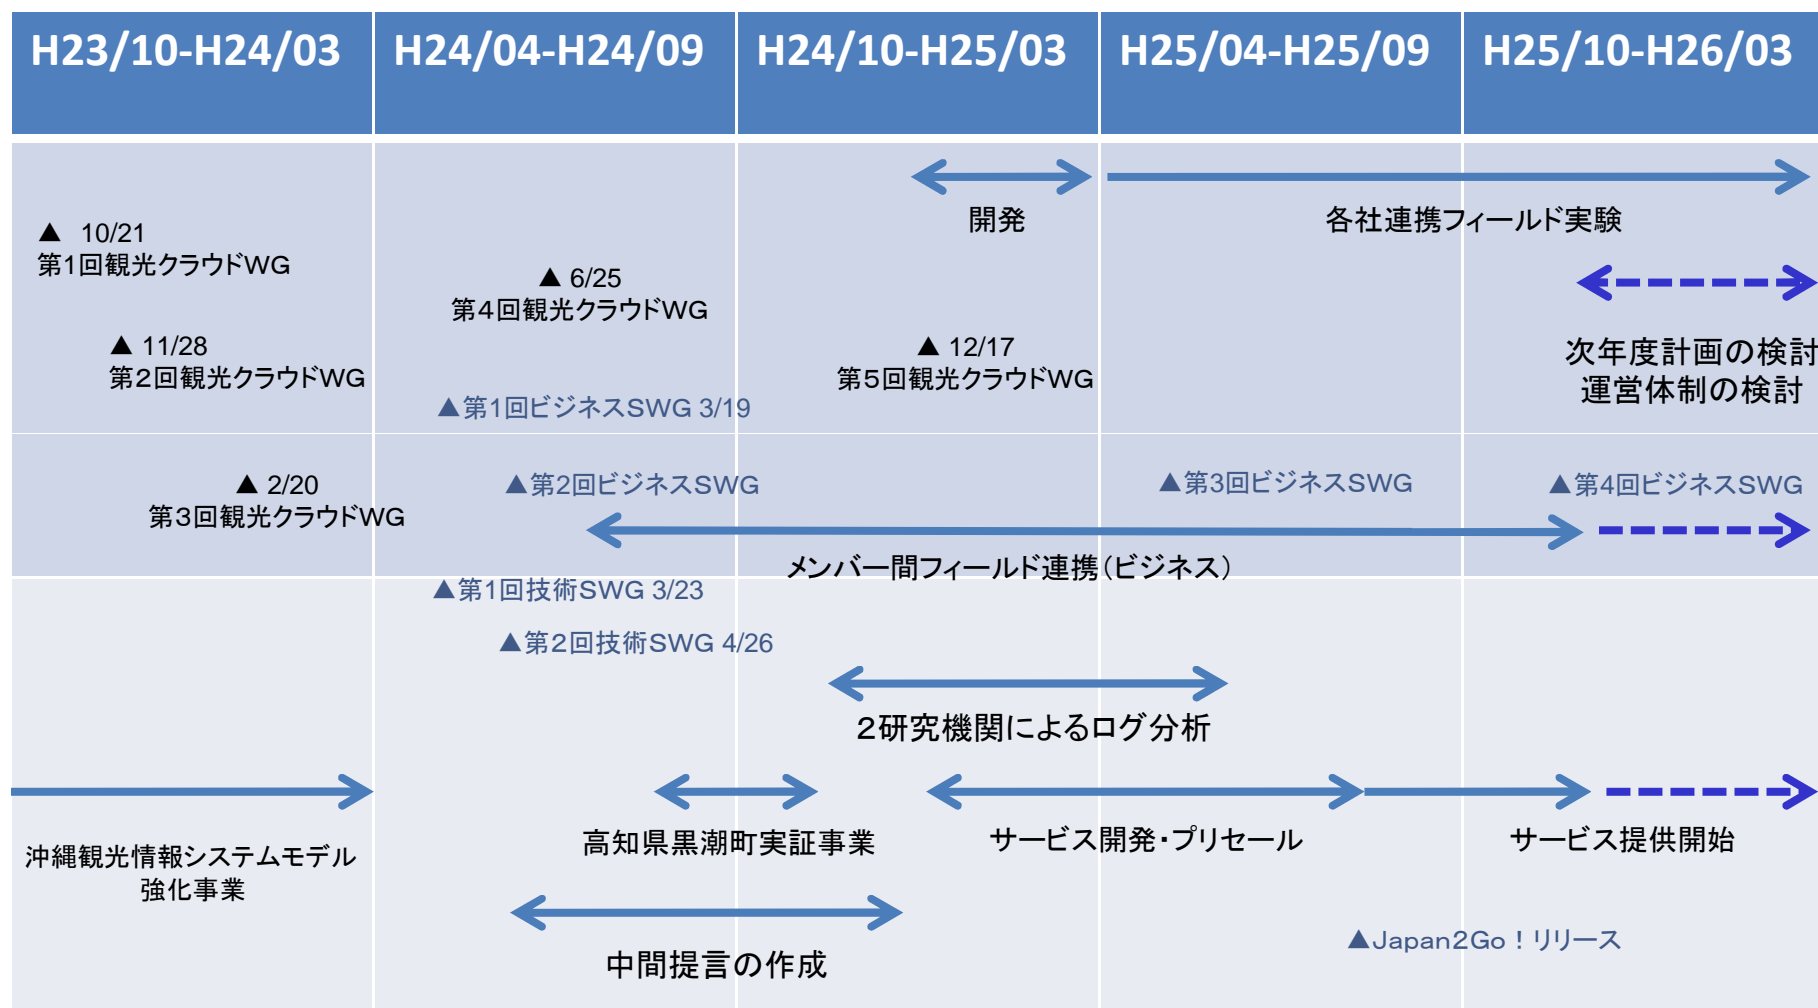 H23/10-H24/03
H24/04-H24/09
H24/10-H25/03
H25/04-H25/09
H25/10-H26/03
開発
各社連携フィールド実験
▲ 10/21
第1回観光クラウドWG
▲ 6/25
第4回観光クラウドWG
▲ 11/28
第2回観光クラウドWG
▲ 12/17
第5回観光クラウドWG
次年度計画の検討
運営体制の検討
▲第1回ビジネスSWG 3/19
▲ 2/20
第3回観光クラウドWG
▲第2回ビジネスSWG
▲第3回ビジネスSWG
▲第4回ビジネスSWG
メンバー間フィールド連携(ビジネス)
▲第1回技術SWG 3/23
▲第2回技術SWG 4/26
2研究機関によるログ分析
沖縄観光情報システムモデル
強化事業
高知県黒潮町実証事業
サービス開発・プリセール
サービス提供開始
中間提言の作成
▲Japan2Go！リリース